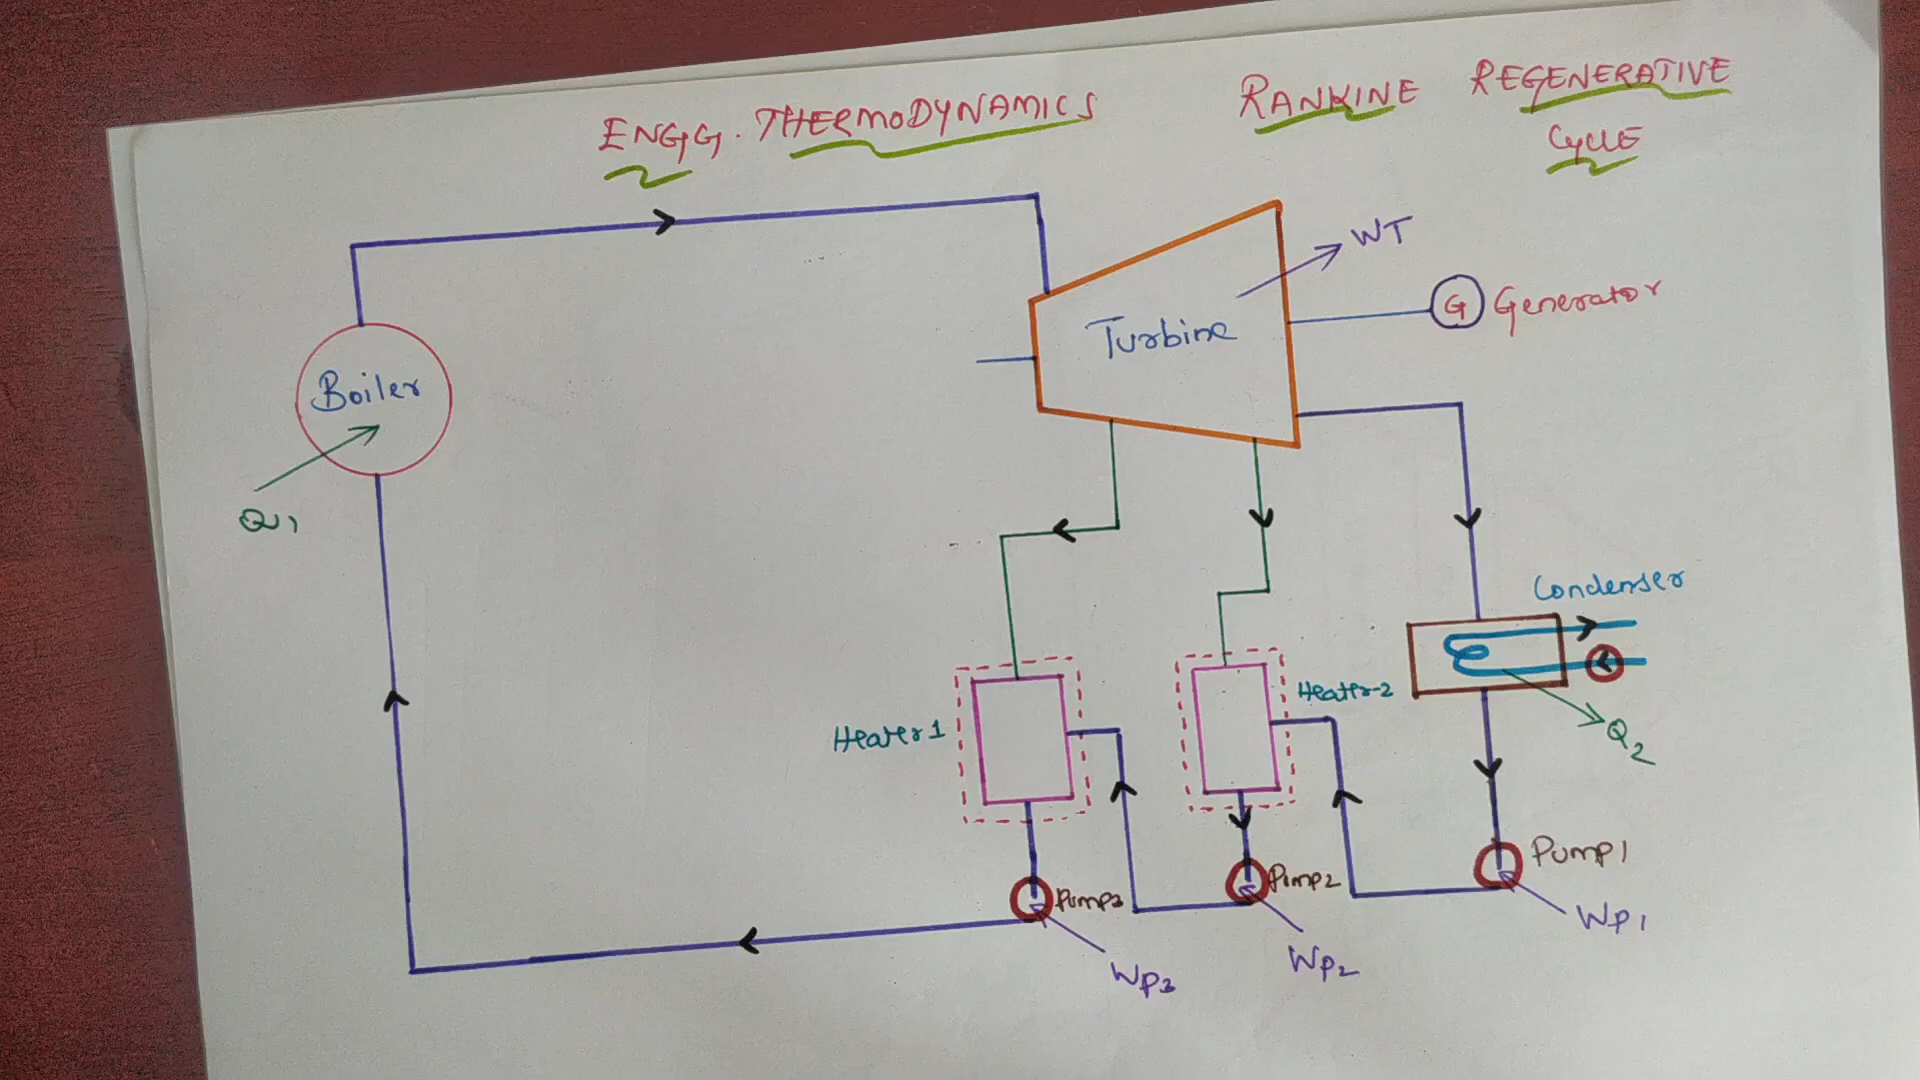 ENGG. THERMODYNAMICS
RANKINE REGENERATIVE
CYCLE
WT
Turbine
G Generator
Boiler
Q1
Condenser
Heater 1
Heater-2
Q2
Pump1
Pump2
Pump3
WP1
WP2
WP3